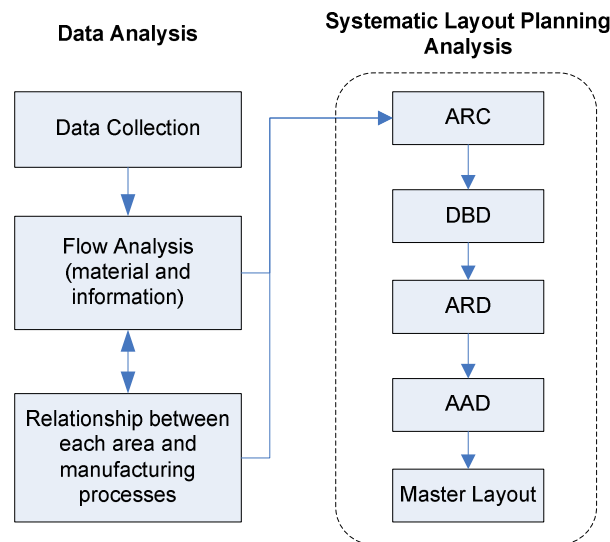 Data Analysis
Data Collection
Flow Analysis
(material and
information)
Relationship between
each area and
manufacturing
processes
Systematic Layout Planning
Analysis
ARC
DBD
ARD
AAD
Master Layout